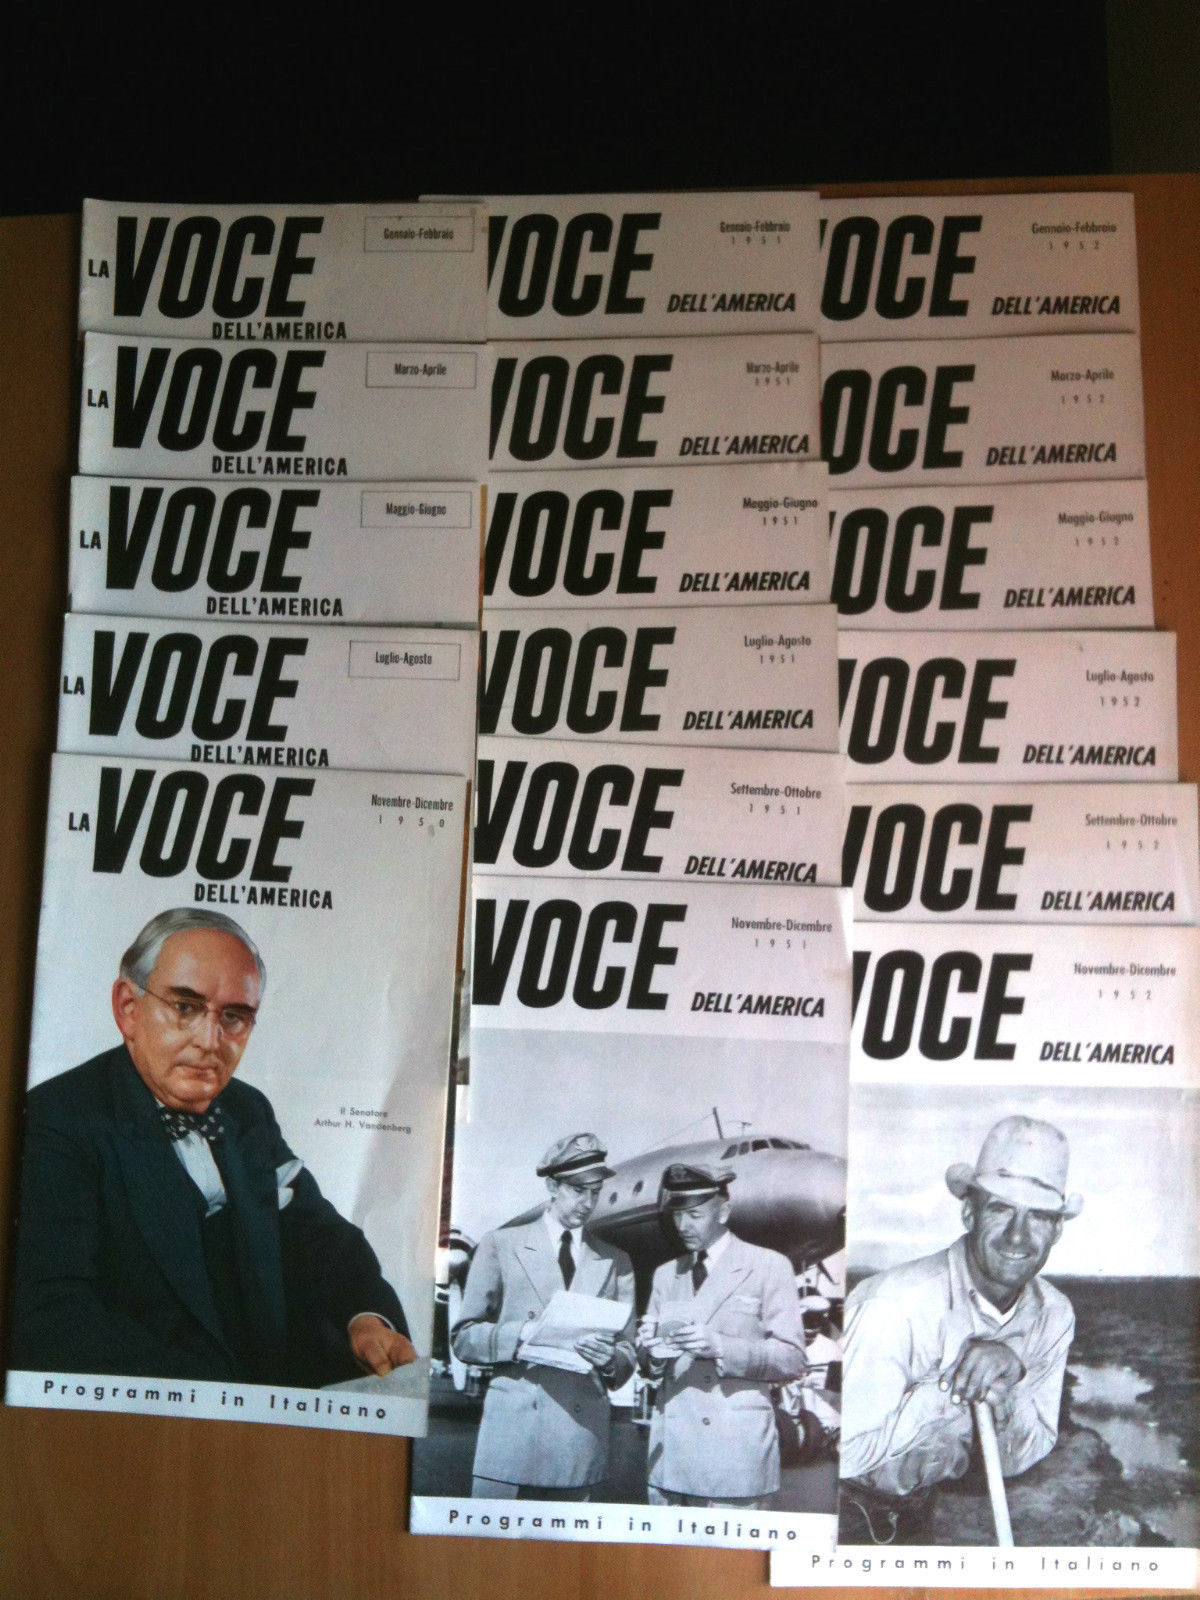 LA VOCE
DELL'AMERICA
Gennaio-Febbraio
LA VOCE
DELL'AMERICA
Marzo-Aprile
LA VOCE
DELL'AMERICA
Maggio-Giugno
LA VOCE
DELL'AMERICA
Luglio-Agosto
LA VOCE
DELL'AMERICA
Novembre-Dicembre
1950
Il Senatore
Arthur H. Vandenberg
Programmi in Italiano
VOCE
Gennaio-Febbraio
1951
DELL'AMERICA
VOCE
Marzo-Aprile
1951
DELL'AMERICA
VOCE
Maggio-Giugno
1951
DELL'AMERICA
VOCE
Luglio-Agosto
1951
DELL'AMERICA
VOCE
Settembre-Ottobre
1951
DELL'AMERICA
VOCE
Novembre-Dicembre
1951
DELL'AMERICA
Programmi in Italiano
VOCE
Gennaio-Febbraio
1952
DELL'AMERICA
VOCE
Marzo-Aprile
1952
DELL'AMERICA
VOCE
Maggio-Giugno
1952
DELL'AMERICA
VOCE
Luglio-Agosto
1952
DELL'AMERICA
VOCE
Settembre-Ottobre
1952
DELL'AMERICA
VOCE
Novembre-Dicembre
1952
DELL'AMERICA
Programmi in Italiano